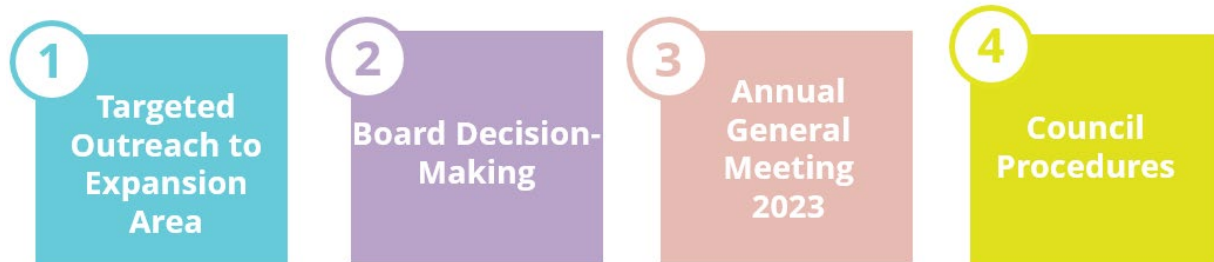 1
Targeted
Outreach to
Expansion
Area
2
Board Decision-
Making
3
Annual
General
Meeting
2023
4
Council
Procedures